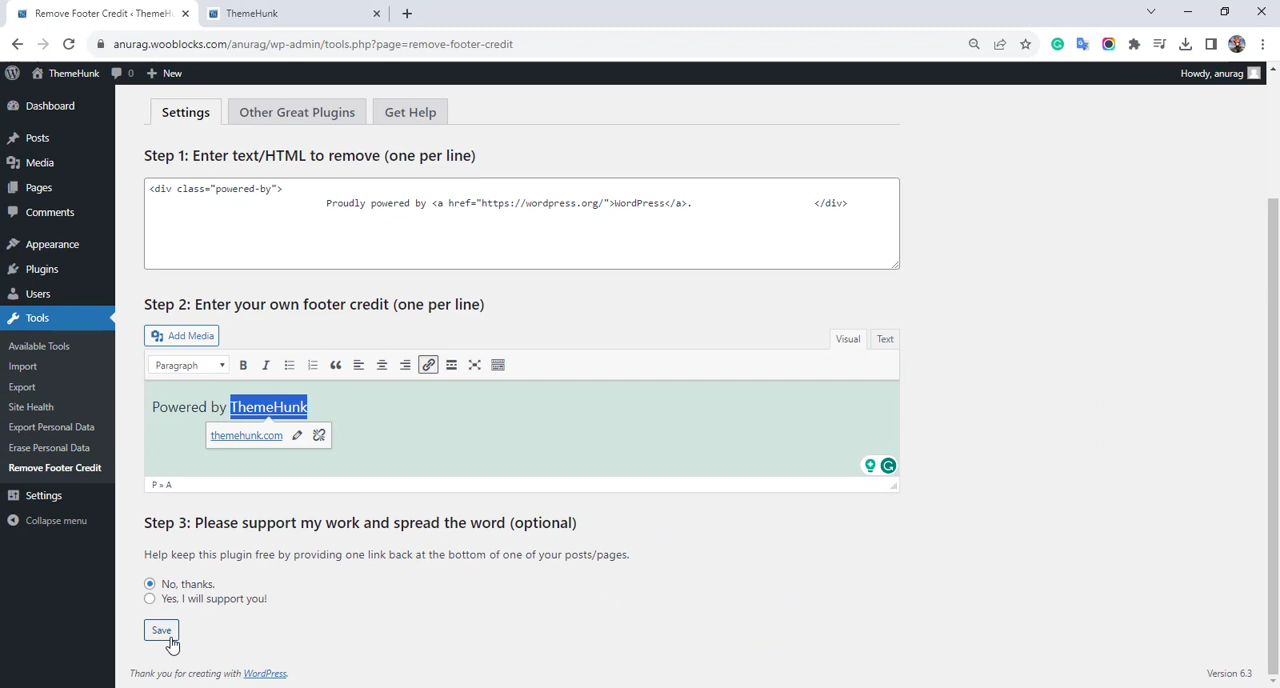 Remove Footer Credit ‹ ThemeH
ThemeHunk
anurag.wooblocks.com/anurag/wp-admin/tools.php?page=remove-footer-credit
ThemeHunk
0
New
Howdy, anurag
Dashboard
Posts
Media
Pages
Comments
Appearance
Plugins
Users
Tools
Available Tools
Import
Export
Site Health
Export Personal Data
Erase Personal Data
Remove Footer Credit
Settings
Collapse menu
Settings
Other Great Plugins
Get Help
Step 1: Enter text/HTML to remove (one per line)
<div class="powered-by">
Proudly powered by <a href="https://wordpress.org/">WordPress</a>. </div>
Step 2: Enter your own footer credit (one per line)
Add Media
Visual
Text
Paragraph
B
I
Powered by ThemeHunk
themehunk.com
P » A
Step 3: Please support my work and spread the word (optional)
Help keep this plugin free by providing one link back at the bottom of one of your posts/pages.
No, thanks.
Yes, I will support you!
Save
Thank you for creating with WordPress.
Version 6.3